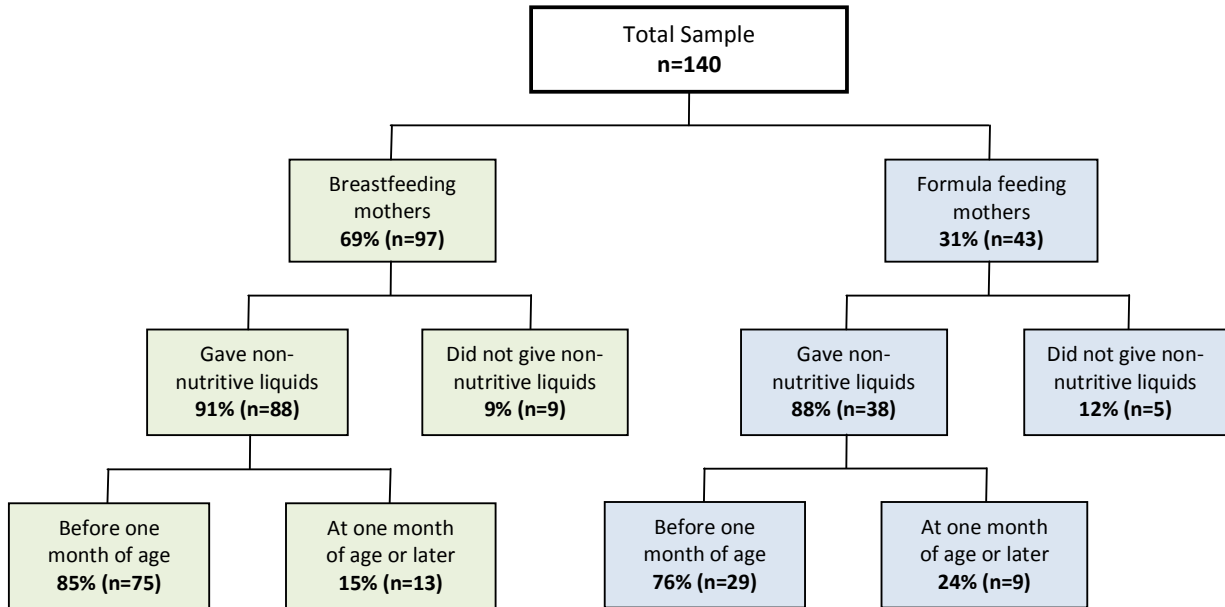 Total Sample
n=140
Breastfeeding
mothers
69% (n=97)
Formula feeding
mothers
31% (n=43)
Gave non-
nutritive liquids
91% (n=88)
Did not give non-
nutritive liquids
9% (n=9)
Gave non-
nutritive liquids
88% (n=38)
Did not give non-
nutritive liquids
12% (n=5)
Before one
month of age
85% (n=75)
At one month
of age or later
15% (n=13)
Before one
month of age
76% (n=29)
At one month
of age or later
24% (n=9)